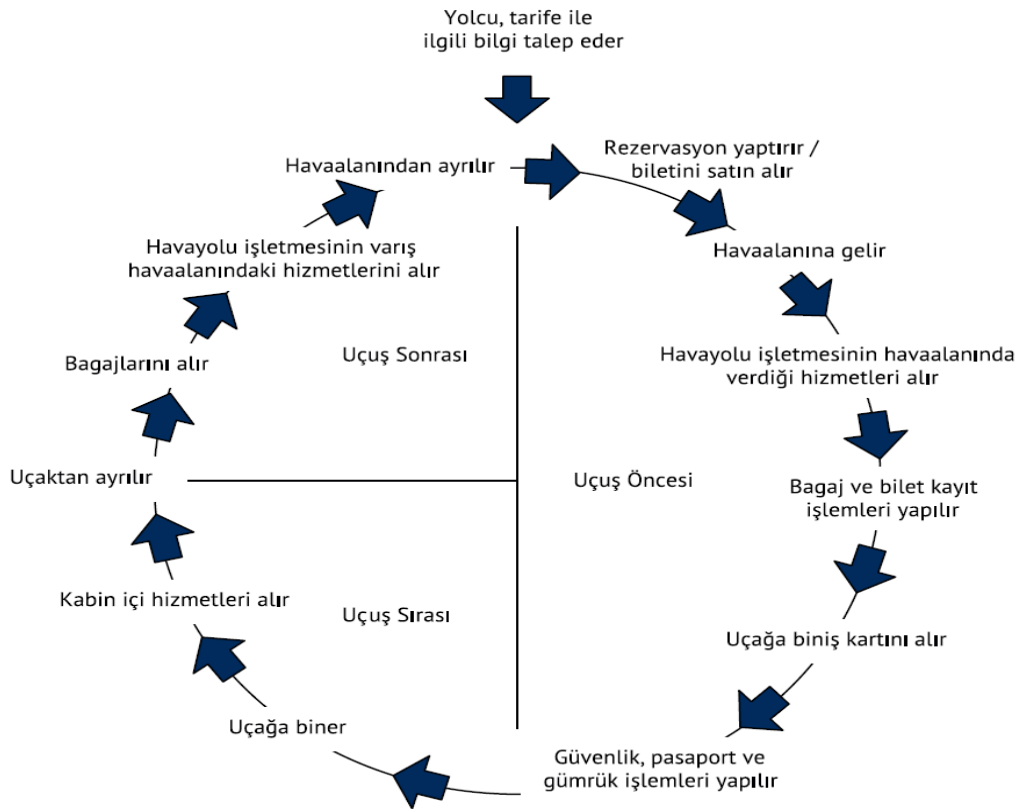 Yolcu, tarife ile
ilgili bilgi talep eder
Rezervasyon yaptırır /
biletini satın alır
Havaalanına gelir
Havayolu işletmesinin havaalanında
verdiği hizmetleri alır
Bagaj ve bilet kayıt
işlemleri yapılır
Uçağa biniş kartını alır
Güvenlik, pasaport ve
gümrük işlemleri yapılır
Uçağa biner
Kabin içi hizmetleri alır
Uçaktan ayrılır
Bagajlarını alır
Havayolu işletmesinin varış
havaalanındaki hizmetlerini alır
Havaalanından ayrılır
Uçuş Öncesi
Uçuş Sırası
Uçuş Sonrası